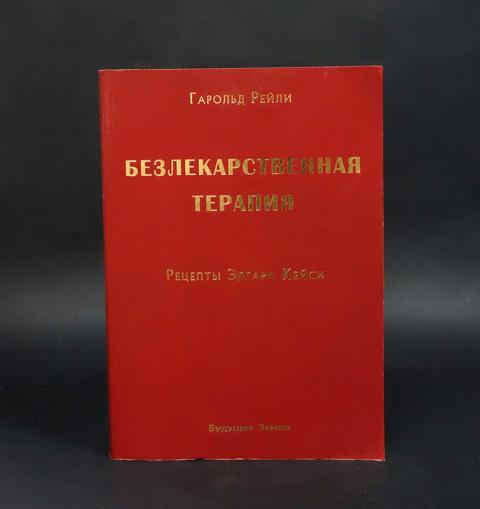 Гарольд Рейли
БЕЗЛЕКАРСТВЕННАЯ
ТЕРАПИЯ
Рецепты Эдгара Кейси
Будущее Земли